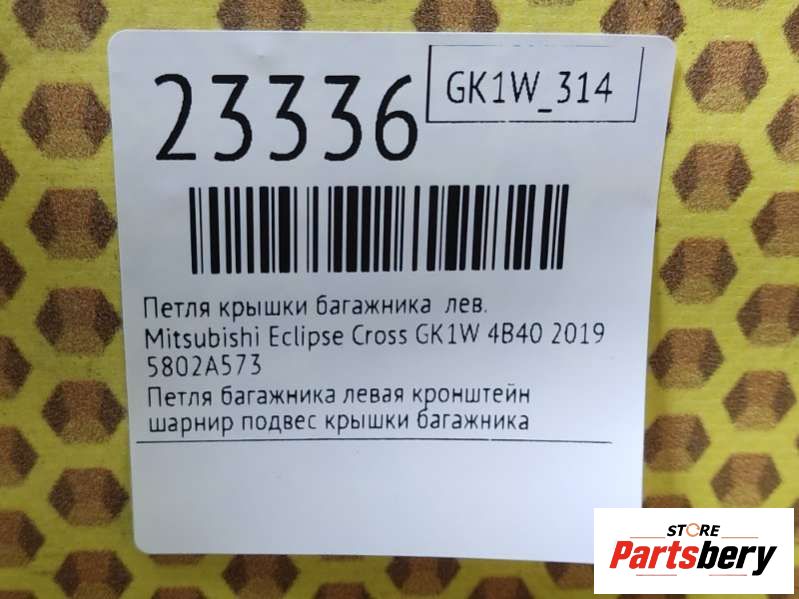 23336
GK1W_314
Петля крышки багажника лев.
Mitsubishi Eclipse Cross GK1W 4B40 2019
5802A573
Петля багажника левая кронштейн
шарнир подвес крышки багажника
STORE
Partsbery